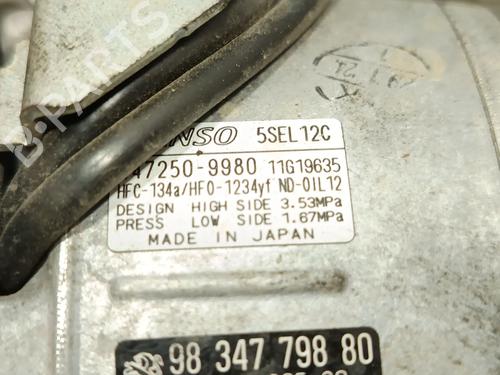 NSO 5SEL12C
47250-9980 11G19635
HFC-134a/HFO-1234yf ND-OIL12
DESIGN HIGH SIDE 3.53MPa
PRESS LOW SIDE 1.67MPa
MADE IN JAPAN
98 347 798 80